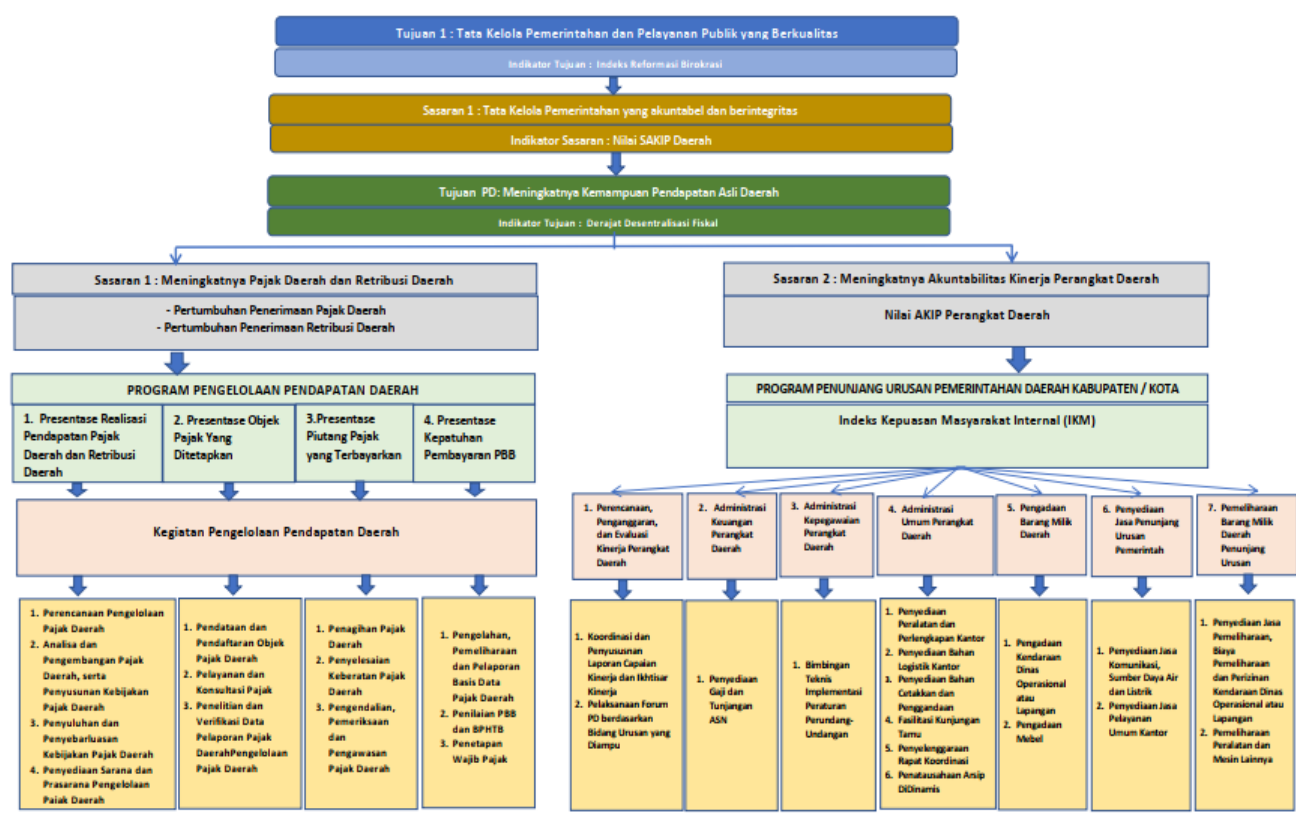 Tujuan 1 : Tata Kelola Pemerintahan dan Pelayanan Publik yang Berkualitas
Indikator Tujuan : Indeks Reformasi Birokrasi
Sasaran 1 : Tata Kelola Pemerintahan yang akuntabel dan berintegritas
Indikator Sasaran : Nilai SAKIP Daerah
Tujuan PD: Meningkatnya Kemampuan Pendapatan Asli Daerah
Indikator Tujuan : Derajat Desentralisasi Fiskal
Sasaran 1 : Meningkatnya Pajak Daerah dan Retribusi Daerah
- Pertumbuhan Penerimaan Pajak Daerah
- Pertumbuhan Penerimaan Retribusi Daerah
PROGRAM PENGELOLAAN PENDAPATAN DAERAH
1. Presentase Realisasi
Pendapatan Pajak
Daerah dan Retribusi
Daerah
2. Presentase Objek
Pajak Yang
Ditetapkan
3.Presentase
Piutang Pajak
yang Terbayarkan
4. Presentase
Kepatuhan
Pembayaran PBB
Kegiatan Pengelolaan Pendapatan Daerah
1. Perencanaan Pengelolaan
Pajak Daerah
2. Analisa dan
Pengembangan Pajak
Daerah, serta
Penyusunan Kebijakan
Pajak Daerah
3. Penyuluhan dan
Penyebarluasan
Kebijakan Pajak Daerah
4. Penyediaan Sarana dan
Prasarana Pengelolaan
Pajak Daerah
1. Pendataan dan
Pendaftaran Objek
Pajak Daerah
2. Pelayanan dan
Konsultasi Pajak
3. Penelitian dan
Verifikasi Data
Pelaporan Pajak
DaerahPengelolaan
Pajak Daerah
1. Penagihan Pajak
Daerah
2. Penyelesaian
Keberatan Pajak
Daerah
3. Pengendalian,
Pemeriksaan
dan
Pengawasan
Pajak Daerah
1. Pengolahan,
Pemeliharaan
dan Pelaporan
Basis Data
Pajak Daerah
2. Penilaian PBB
dan BPHTB
3. Penetapan
Wajib Pajak
Sasaran 2 : Meningkatnya Akuntabilitas Kinerja Perangkat Daerah
Nilai AKIP Perangkat Daerah
PROGRAM PENUNJANG URUSAN PEMERINTAHAN DAERAH KABUPATEN / KOTA
Indeks Kepuasan Masyarakat Internal (IKM)
1. Perencanaan,
Penganggaran,
dan Evaluasi
Kinerja Perangkat
Daerah
2. Administrasi
Keuangan
Perangkat
Daerah
3. Administrasi
Kepegawaian
Perangkat
Daerah
4. Administrasi
Umum Perangkat
Daerah
5. Pengadaan
Barang Milik
Daerah
6. Penyediaan
Jasa Penunjang
Urusan
Pemerintah
7. Pemeliharaan
Barang Milik
Daerah
Penunjang
Urusan
1. Koordinasi dan
Penyususnan
Laporan Capaian
Kinerja dan Ikhtisar
Kinerja
2. Pelaksanaan Forum
PD berdasarkan
Bidang Urusan yang
Diampu
1. Penyediaan
Gaji dan
Tunjangan
ASN
1. Bimbingan
Teknis
Implementasi
Peraturan
Perundang-
Undangan
1. Penyediaan
Peralatan dan
Perlengkapan Kantor
2. Penyediaan Bahan
Logistik Kantor
1. Penyediaan Bahan
Cetakkan dan
Penggandaan
4. Fasilitasi Kunjungan
Tamu
5. Penyelenggaraan
Rapat Koordinasi
6. Penatausahaan Arsip
DiDinamis
1. Pengadaan
Kendaraan
Dinas
Operasional
atau
Lapangan
2. Pengadaan
Mebel
1. Penyediaan Jasa
Komunikasi,
Sumber Daya Air
dan Listrik
2. Penyediaan Jasa
Pelayanan
Umum Kantor
1. Penyediaan Jasa
Pemeliharaan,
Biaya
Pemeliharaan
dan Perizinan
Kendaraan Dinas
Operasional atau
Lapangan
2. Pemeliharaan
Peralatan dan
Mesin Lainnya